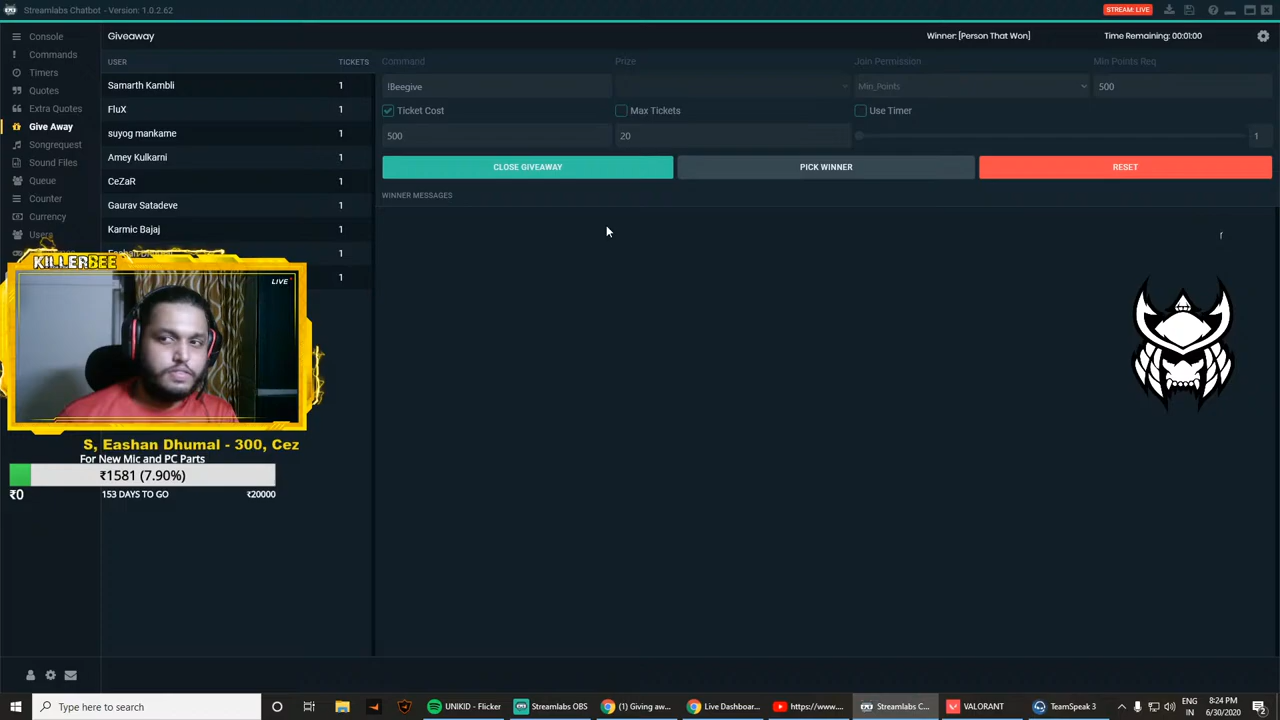 Streamlabs Chatbot - Version: 1.0.2.62
STREAM: LIVE
Console
Commands
Timers
Quotes
Extra Quotes
Give Away
Songrequest
Sound Files
Queue
Counter
Currency
Users
Giveaway
Winner: [Person That Won]
Time Remaining: 00:01:00
USER TICKETS
Samarth Kambli 1
FluX 1
suyog mankame 1
Amey Kulkarni 1
CeZaR 1
Gaurav Satadeve 1
Karmic Bajaj 1
Eashan Dhumal 1
1
Command Prize Join Permission Min Points Req
!Beegive Min_Points 500
Ticket Cost Max Tickets Use Timer
500 20 1
CLOSE GIVEAWAY PICK WINNER RESET
WINNER MESSAGES
r
KILLERBEE
LIVE
S, Eashan Dhumal - 300, Cez
For New Mic and PC Parts
₹1581 (7.90%)
₹0 153 DAYS TO GO ₹20000
Type here to search
UNIKID - Flicker
Streamlabs OBS
(1) Giving aw...
Live Dashboar...
https://www....
Streamlabs C...
VALORANT
TeamSpeak 3
ENG
IN
8:24 PM
6/30/2020